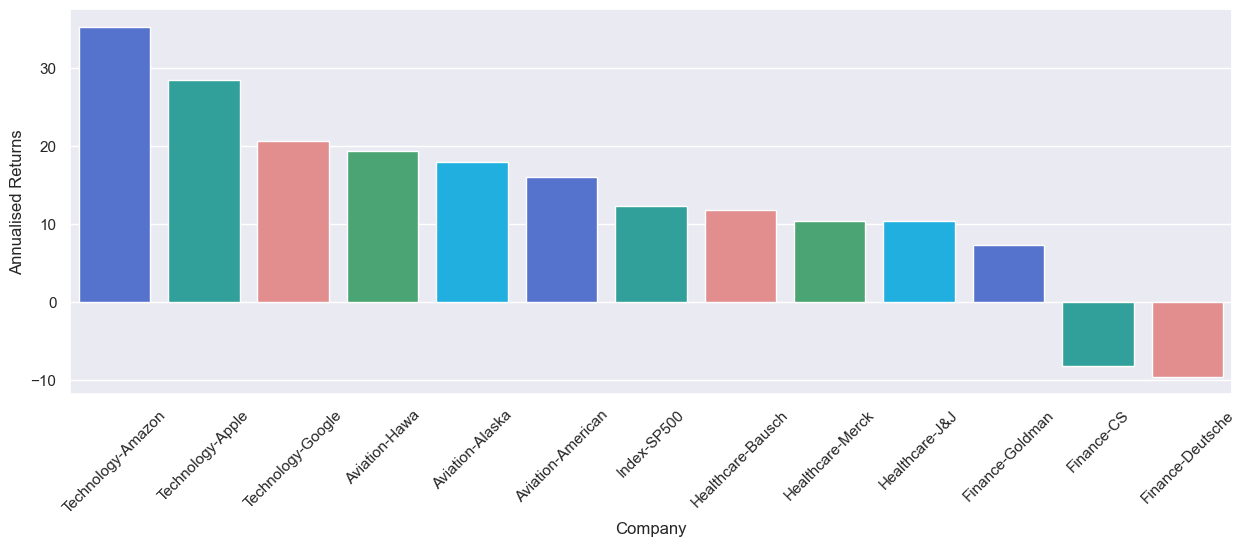 Annualised Returns
30
20
10
0
−10
Technology-Amazon
Technology-Apple
Technology-Google
Aviation-Hawa
Aviation-Alaska
Aviation-American
Index-SP500
Healthcare-Bausch
Healthcare-Merck
Healthcare-J&J
Finance-Goldman
Finance-CS
Finance-Deutsche
Company